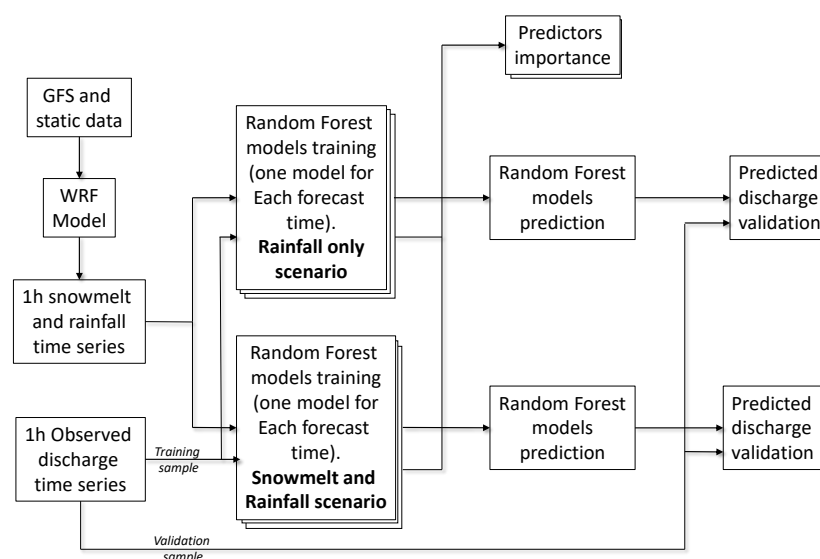 Predictors
importance
GFS and
static data
WRF
Model
1h snowmelt
and rainfall
time series
1h Observed
discharge
time series
Training
sample
Validation
sample
Random Forest
models training
(one model for
Each forecast
time).
Rainfall only
scenario
Random Forest
models training
(one model for
Each forecast
time).
Snowmelt and
Rainfall scenario
Random Forest
models
prediction
Predicted
discharge
validation
Random Forest
models
prediction
Predicted
discharge
validation